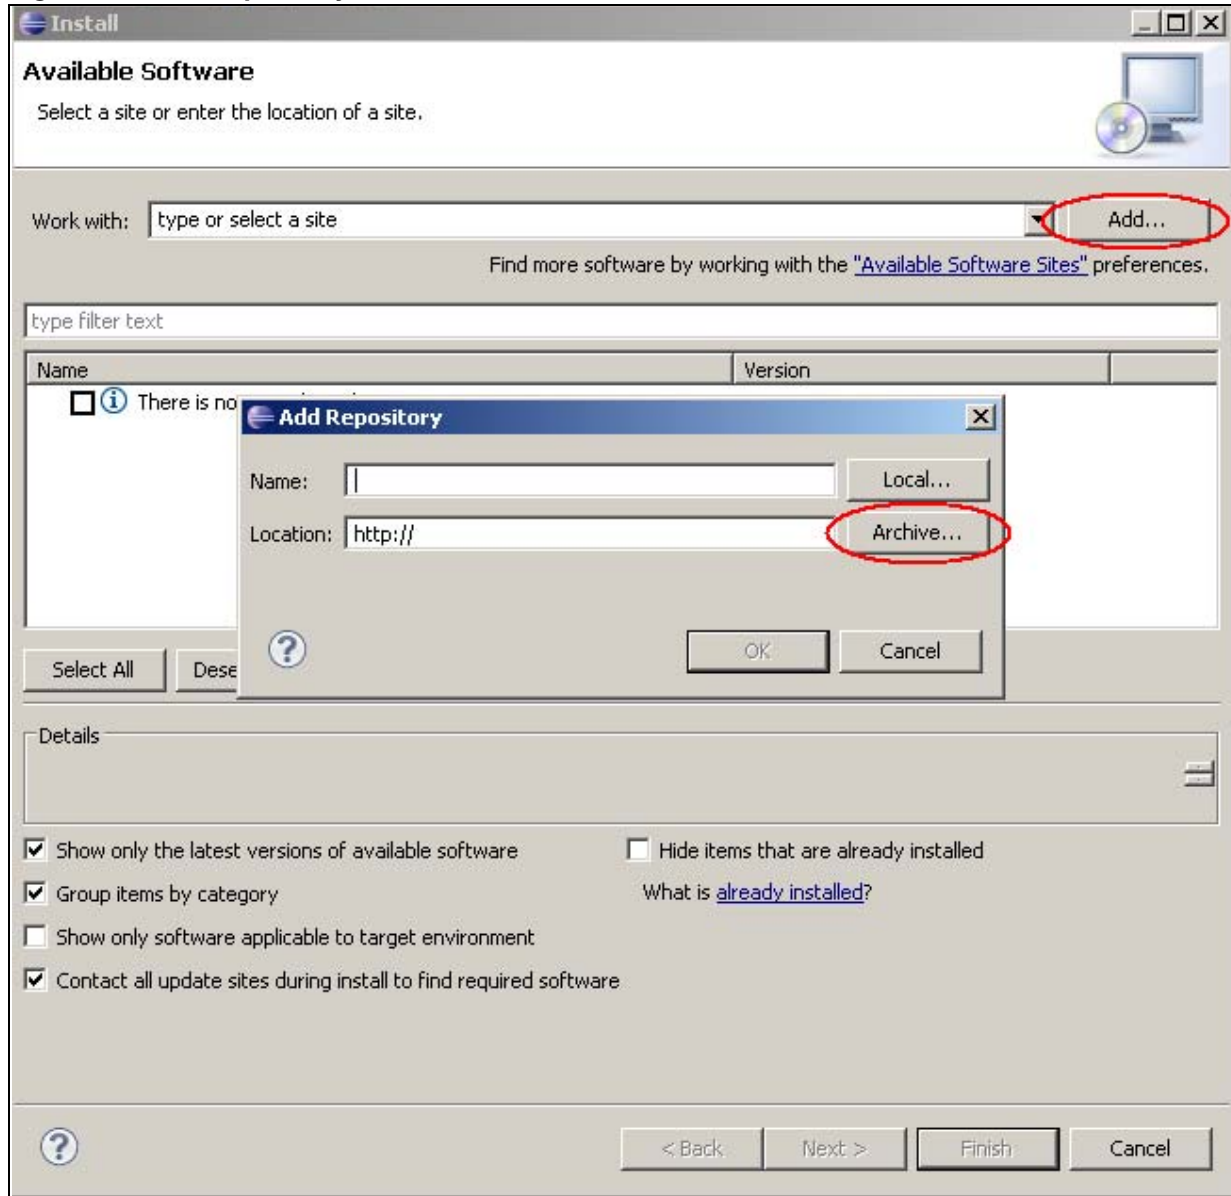 Install
Available Software
Select a site or enter the location of a site.
Work with: type or select a site Add...
Find more software by working with the "Available Software Sites" preferences.
type filter text
Name Version
There is no
Add Repository
Name: Local...
Location: http:// Archive...
OK Cancel
Select All Dese
Details
Show only the latest versions of available software Hide items that are already installed
Group items by category What is already installed?
Show only software applicable to target environment
Contact all update sites during install to find required software
< Back Next > Finish Cancel